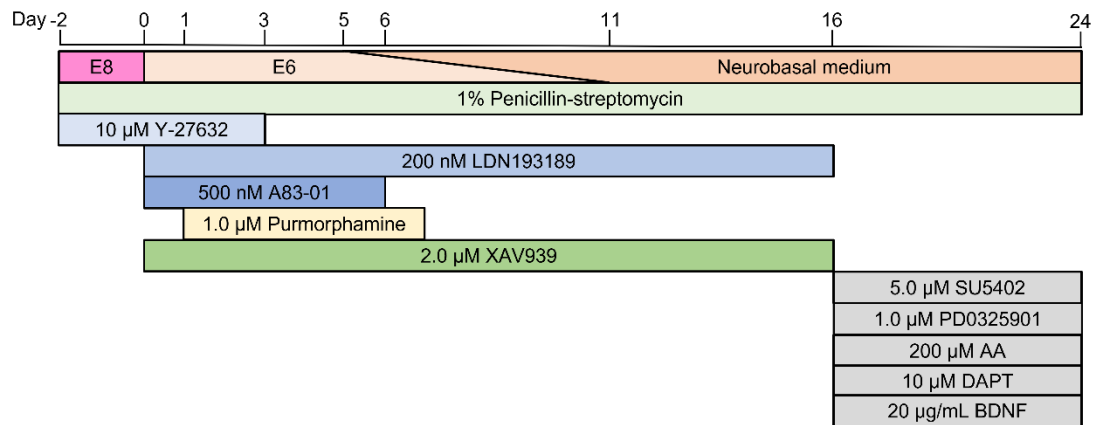 Day -2 0 1 3 5 6 11 16 24
E8 E6 Neurobasal medium
1% Penicillin-streptomycin
10 µM Y-27632
200 nM LDN193189
500 nM A83-01
1.0 µM Purmorphamine
2.0 µM XAV939
5.0 µM SU5402
1.0 µM PD0325901
200 µM AA
10 µM DAPT
20 µg/mL BDNF